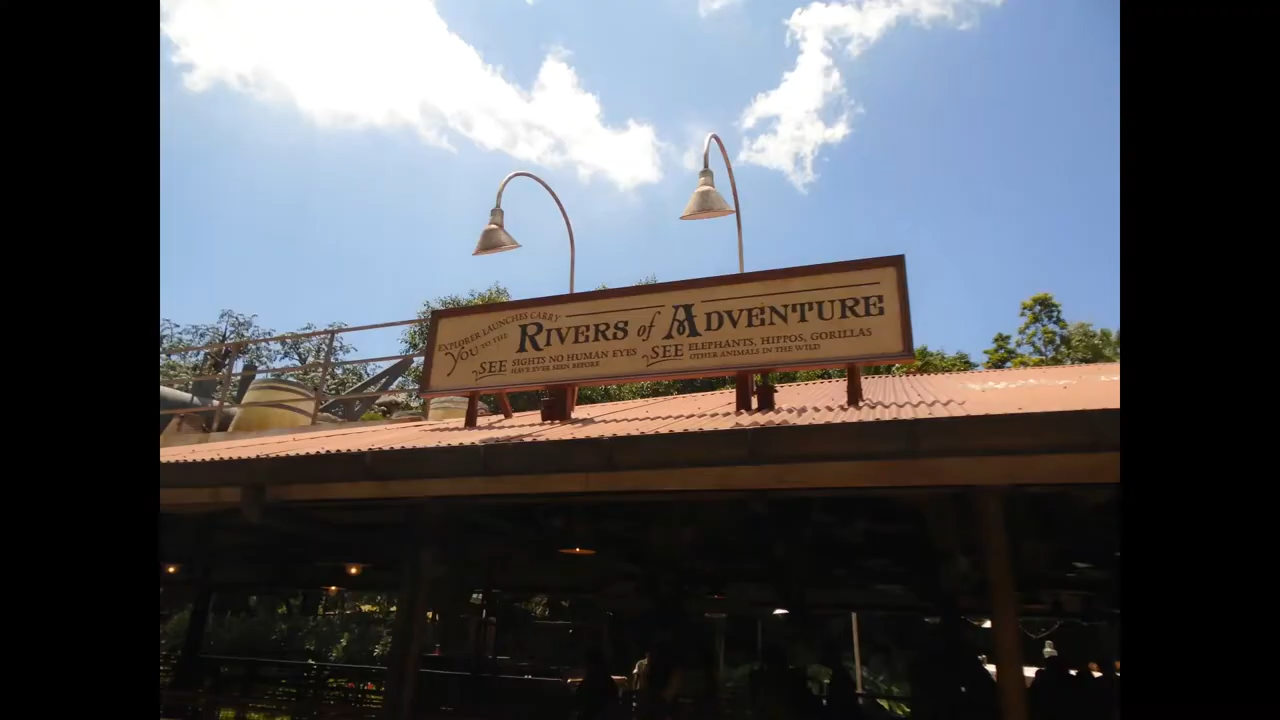 EXPLORER LAUNCHES CARRY
YOU TO THE
RIVERS of ADVENTURE
SEE SIGHTS NO HUMAN EYES
HAVE EVER SEEN BEFORE
SEE ELEPHANTS, HIPPOS, GORILLAS
OTHER ANIMALS IN THE WILD